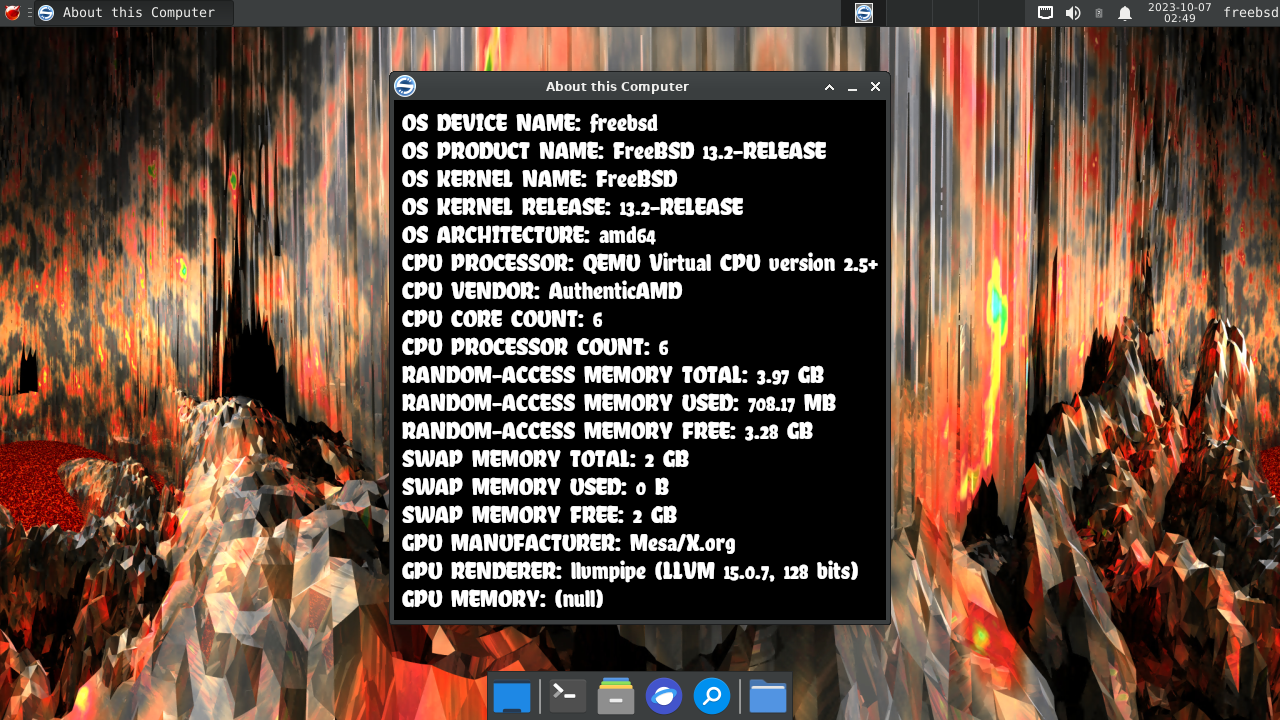 About this Computer
2023-10-07
02:49
freebsd
About this Computer
OS DEVICE NAME: freebsd
OS PRODUCT NAME: FreeBSD 13.2-RELEASE
OS KERNEL NAME: FreeBSD
OS KERNEL RELEASE: 13.2-RELEASE
OS ARCHITECTURE: amd64
CPU PROCESSOR: QEMU Virtual CPU version 2.5+
CPU VENDOR: AuthenticAMD
CPU CORE COUNT: 6
CPU PROCESSOR COUNT: 6
RANDOM-ACCESS MEMORY TOTAL: 3.97 GB
RANDOM-ACCESS MEMORY USED: 708.17 MB
RANDOM-ACCESS MEMORY FREE: 3.28 GB
SWAP MEMORY TOTAL: 2 GB
SWAP MEMORY USED: 0 B
SWAP MEMORY FREE: 2 GB
GPU MANUFACTURER: Mesa/X.org
GPU RENDERER: llvmpipe (LLVM 15.0.7, 128 bits)
GPU MEMORY: (null)